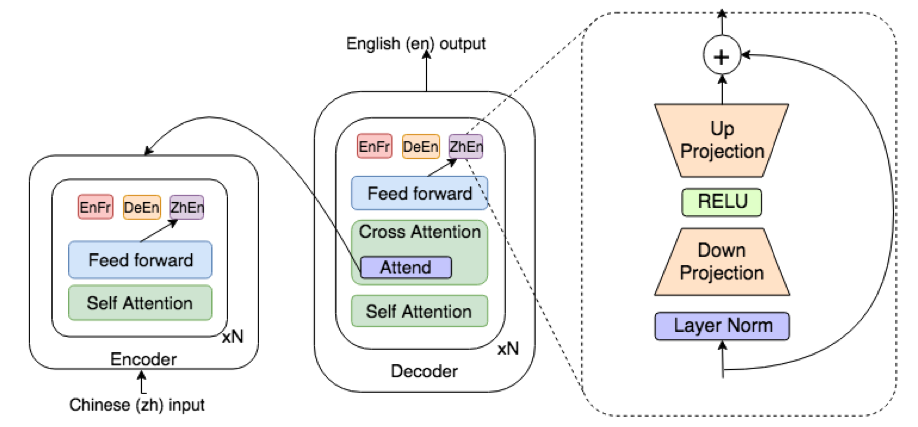 English (en) output
EnFr
DeEn
ZhEn
Feed forward
Cross Attention
Attend
Self Attention
xN
Decoder
EnFr
DeEn
ZhEn
Feed forward
Self Attention
xN
Encoder
Chinese (zh) input
+
Up
Projection
RELU
Down
Projection
Layer Norm